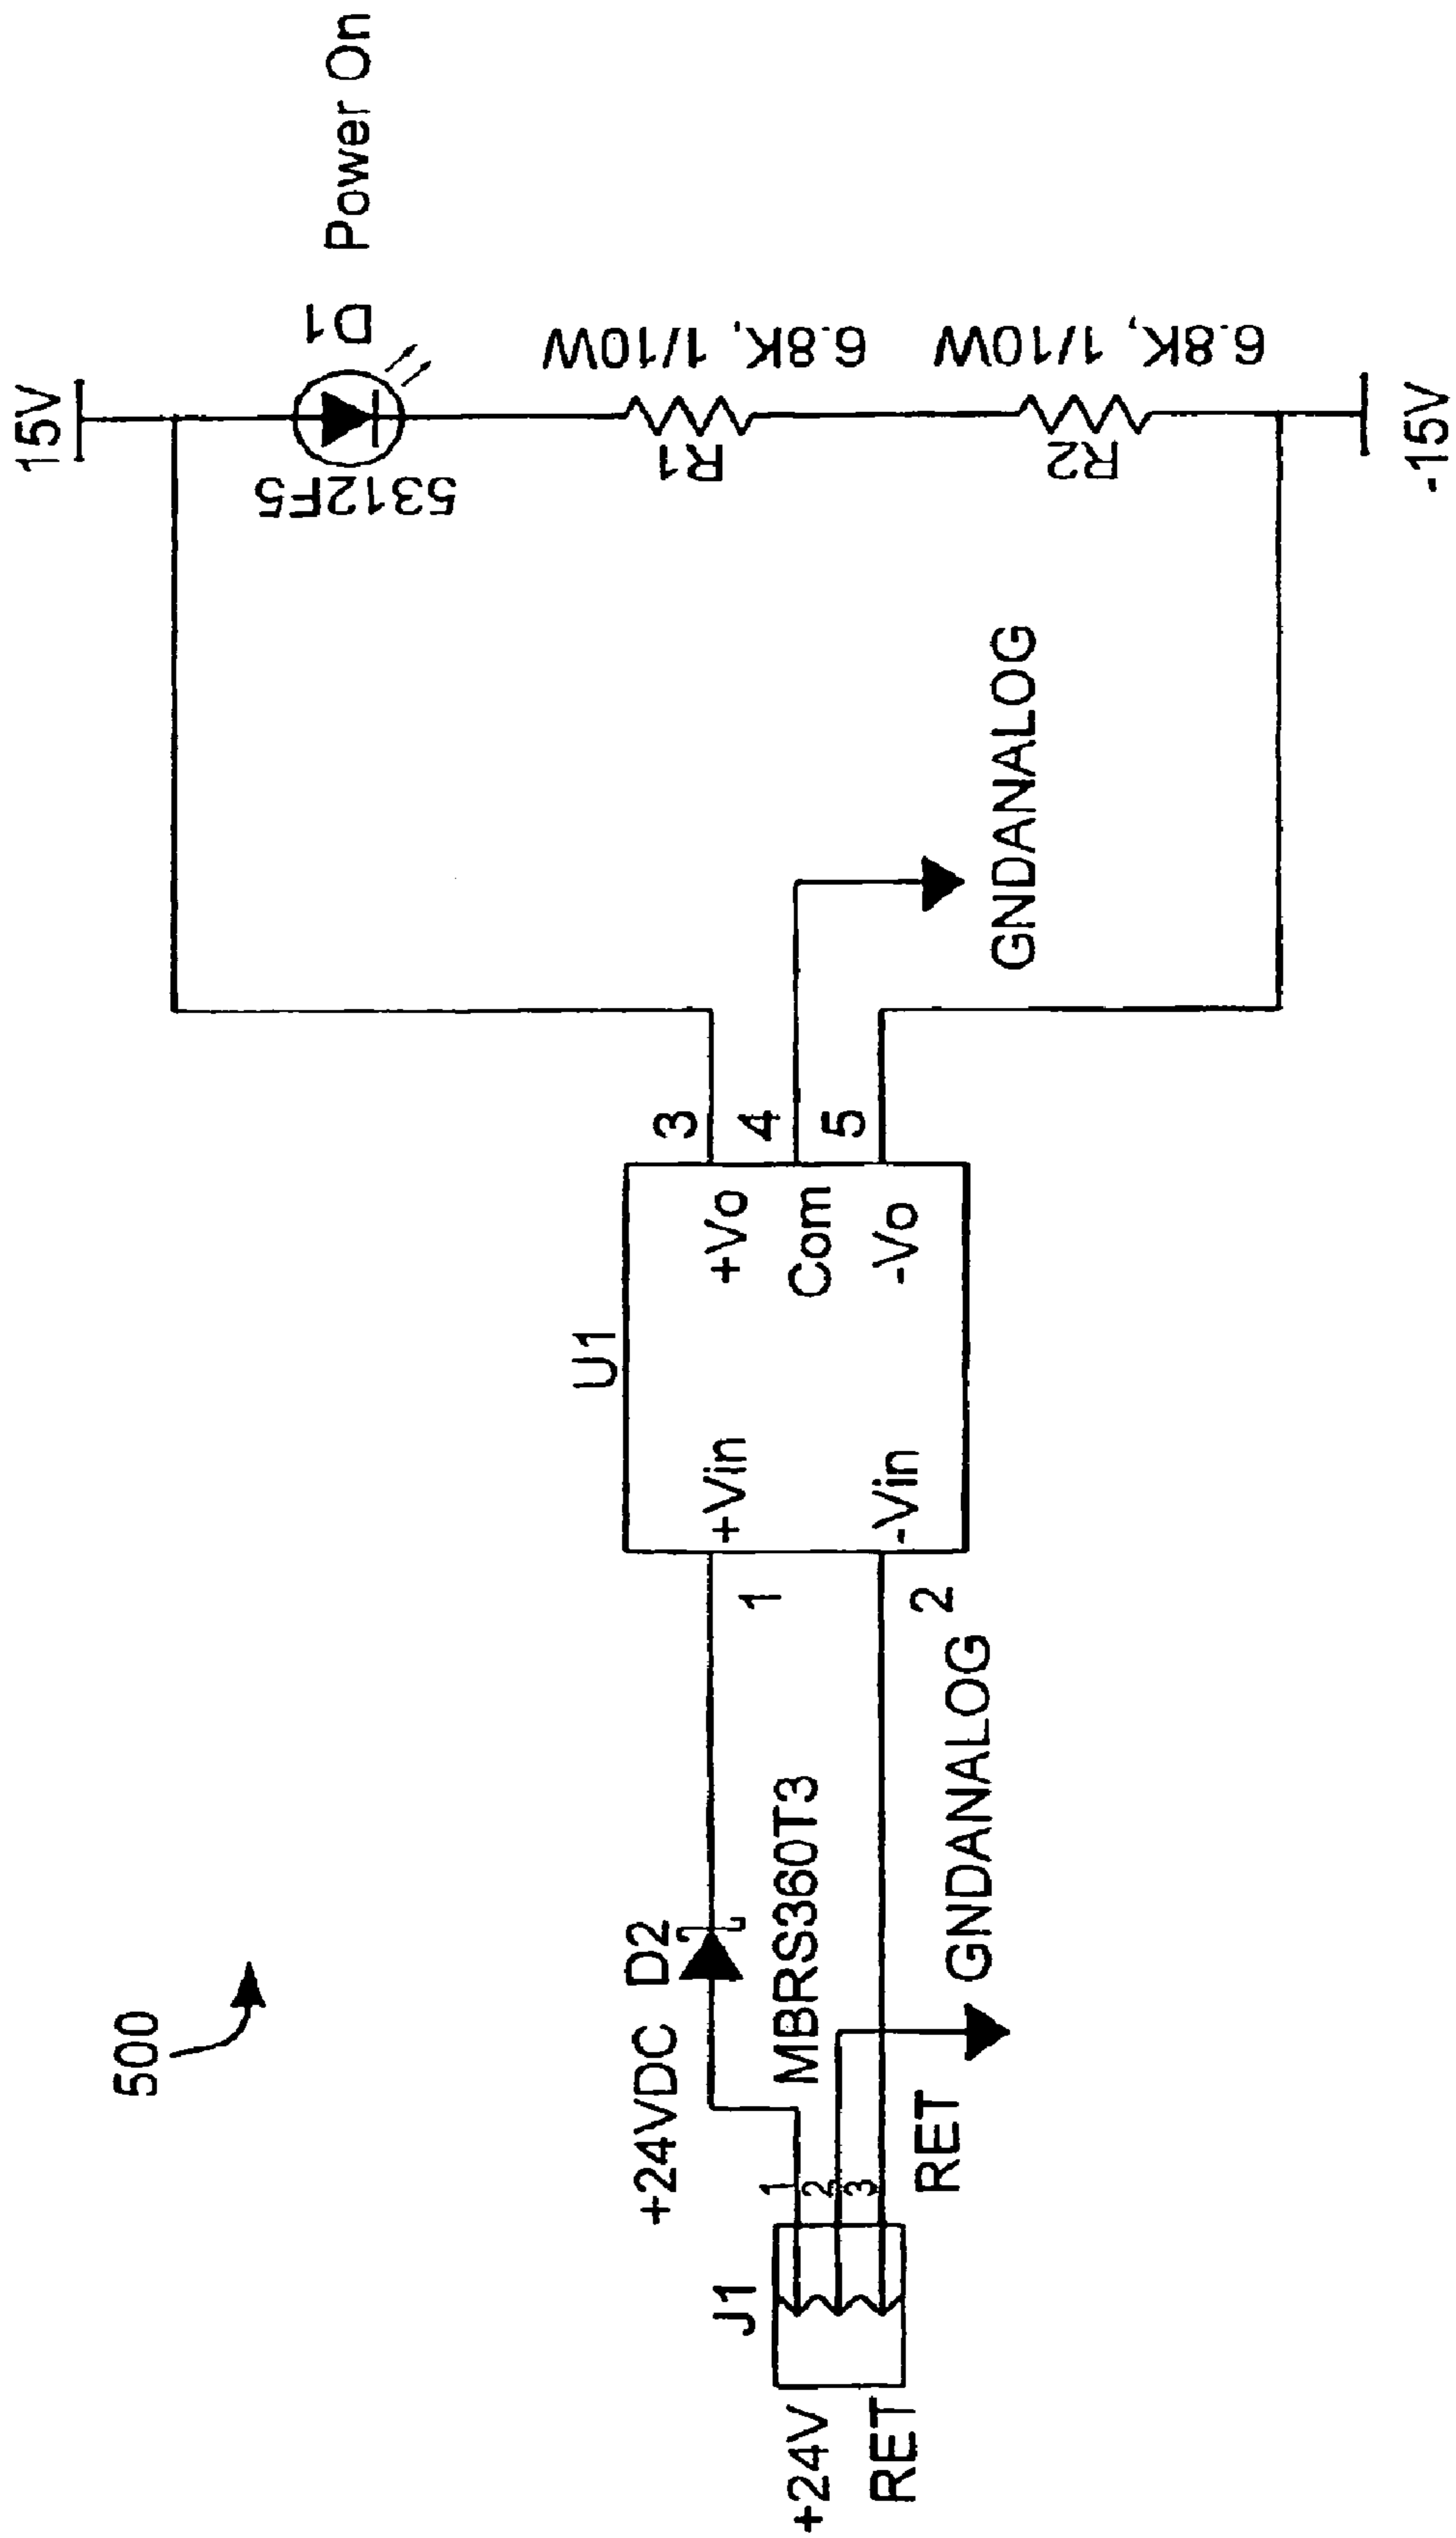 500
+24V
RET
J1
1
2
3
+24VDC
D2
MBRS360T3
RET
GNDANALOG
U1
1
2
+Vin
-Vin
+Vo
Com
-Vo
3
4
5
GNDANALOG
15V
D1
5312F5
Power On
R1
6.8K, 1/10W
R2
6.8K, 1/10W
-15V